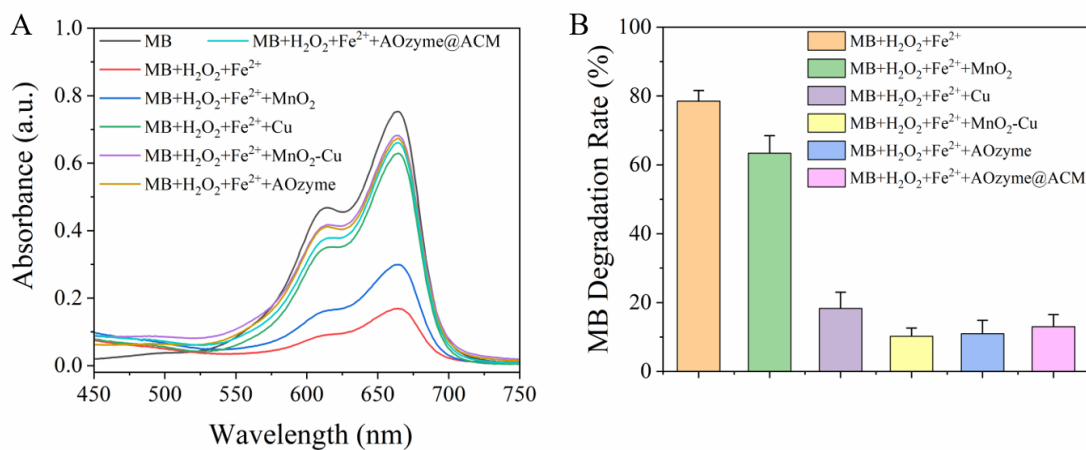 A
MB
MB+H₂O₂+Fe²⁺+AOzyme@ACM
MB+H₂O₂+Fe²⁺
MB+H₂O₂+Fe²⁺+MnO₂
MB+H₂O₂+Fe²⁺+Cu
MB+H₂O₂+Fe²⁺+MnO₂-Cu
MB+H₂O₂+Fe²⁺+AOzyme
Absorbance (a.u.)
1.0
0.8
0.6
0.4
0.2
0.0
450 500 550 600 650 700 750
Wavelength (nm)
B
MB+H₂O₂+Fe²⁺
MB+H₂O₂+Fe²⁺+MnO₂
MB+H₂O₂+Fe²⁺+Cu
MB+H₂O₂+Fe²⁺+MnO₂-Cu
MB+H₂O₂+Fe²⁺+AOzyme
MB+H₂O₂+Fe²⁺+AOzyme@ACM
MB Degradation Rate (%)
100
80
60
40
20
0